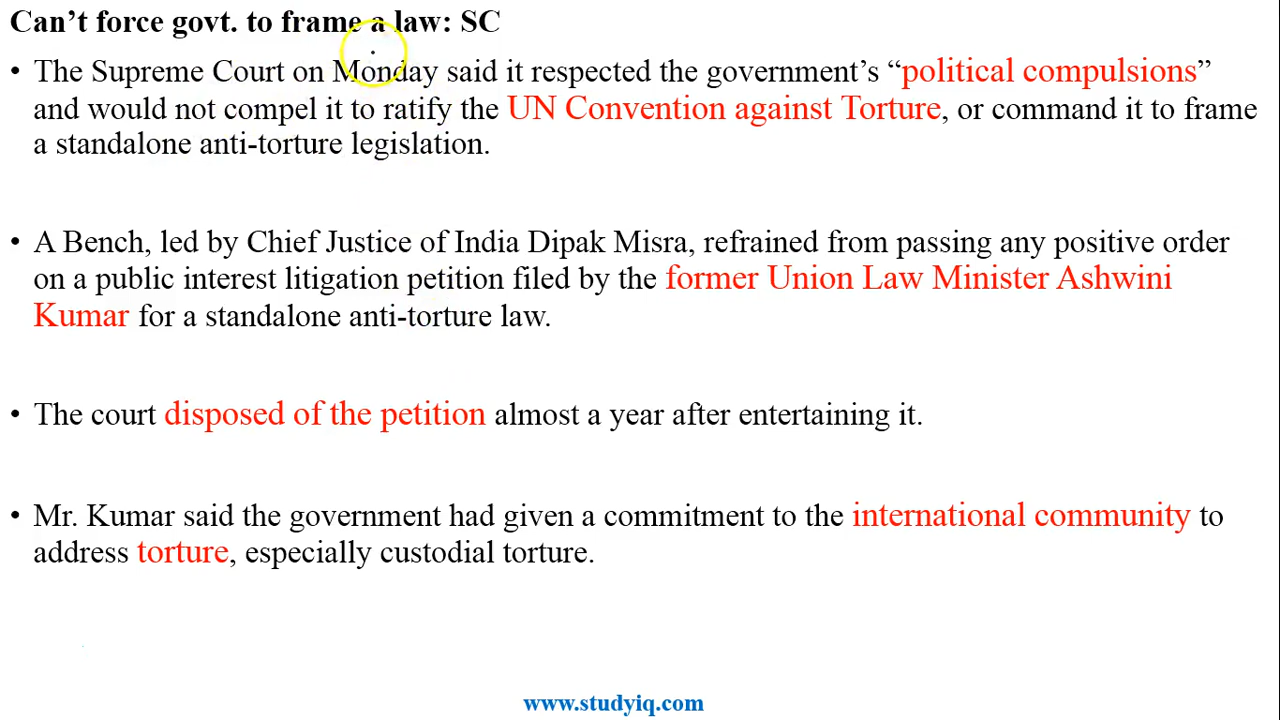 Can’t force govt. to frame a law: SC
• The Supreme Court on Monday said it respected the government’s “political compulsions”
and would not compel it to ratify the UN Convention against Torture, or command it to frame
a standalone anti-torture legislation.
• A Bench, led by Chief Justice of India Dipak Misra, refrained from passing any positive order
on a public interest litigation petition filed by the former Union Law Minister Ashwini
Kumar for a standalone anti-torture law.
• The court disposed of the petition almost a year after entertaining it.
• Mr. Kumar said the government had given a commitment to the international community to
address torture, especially custodial torture.
www.studyiq.com